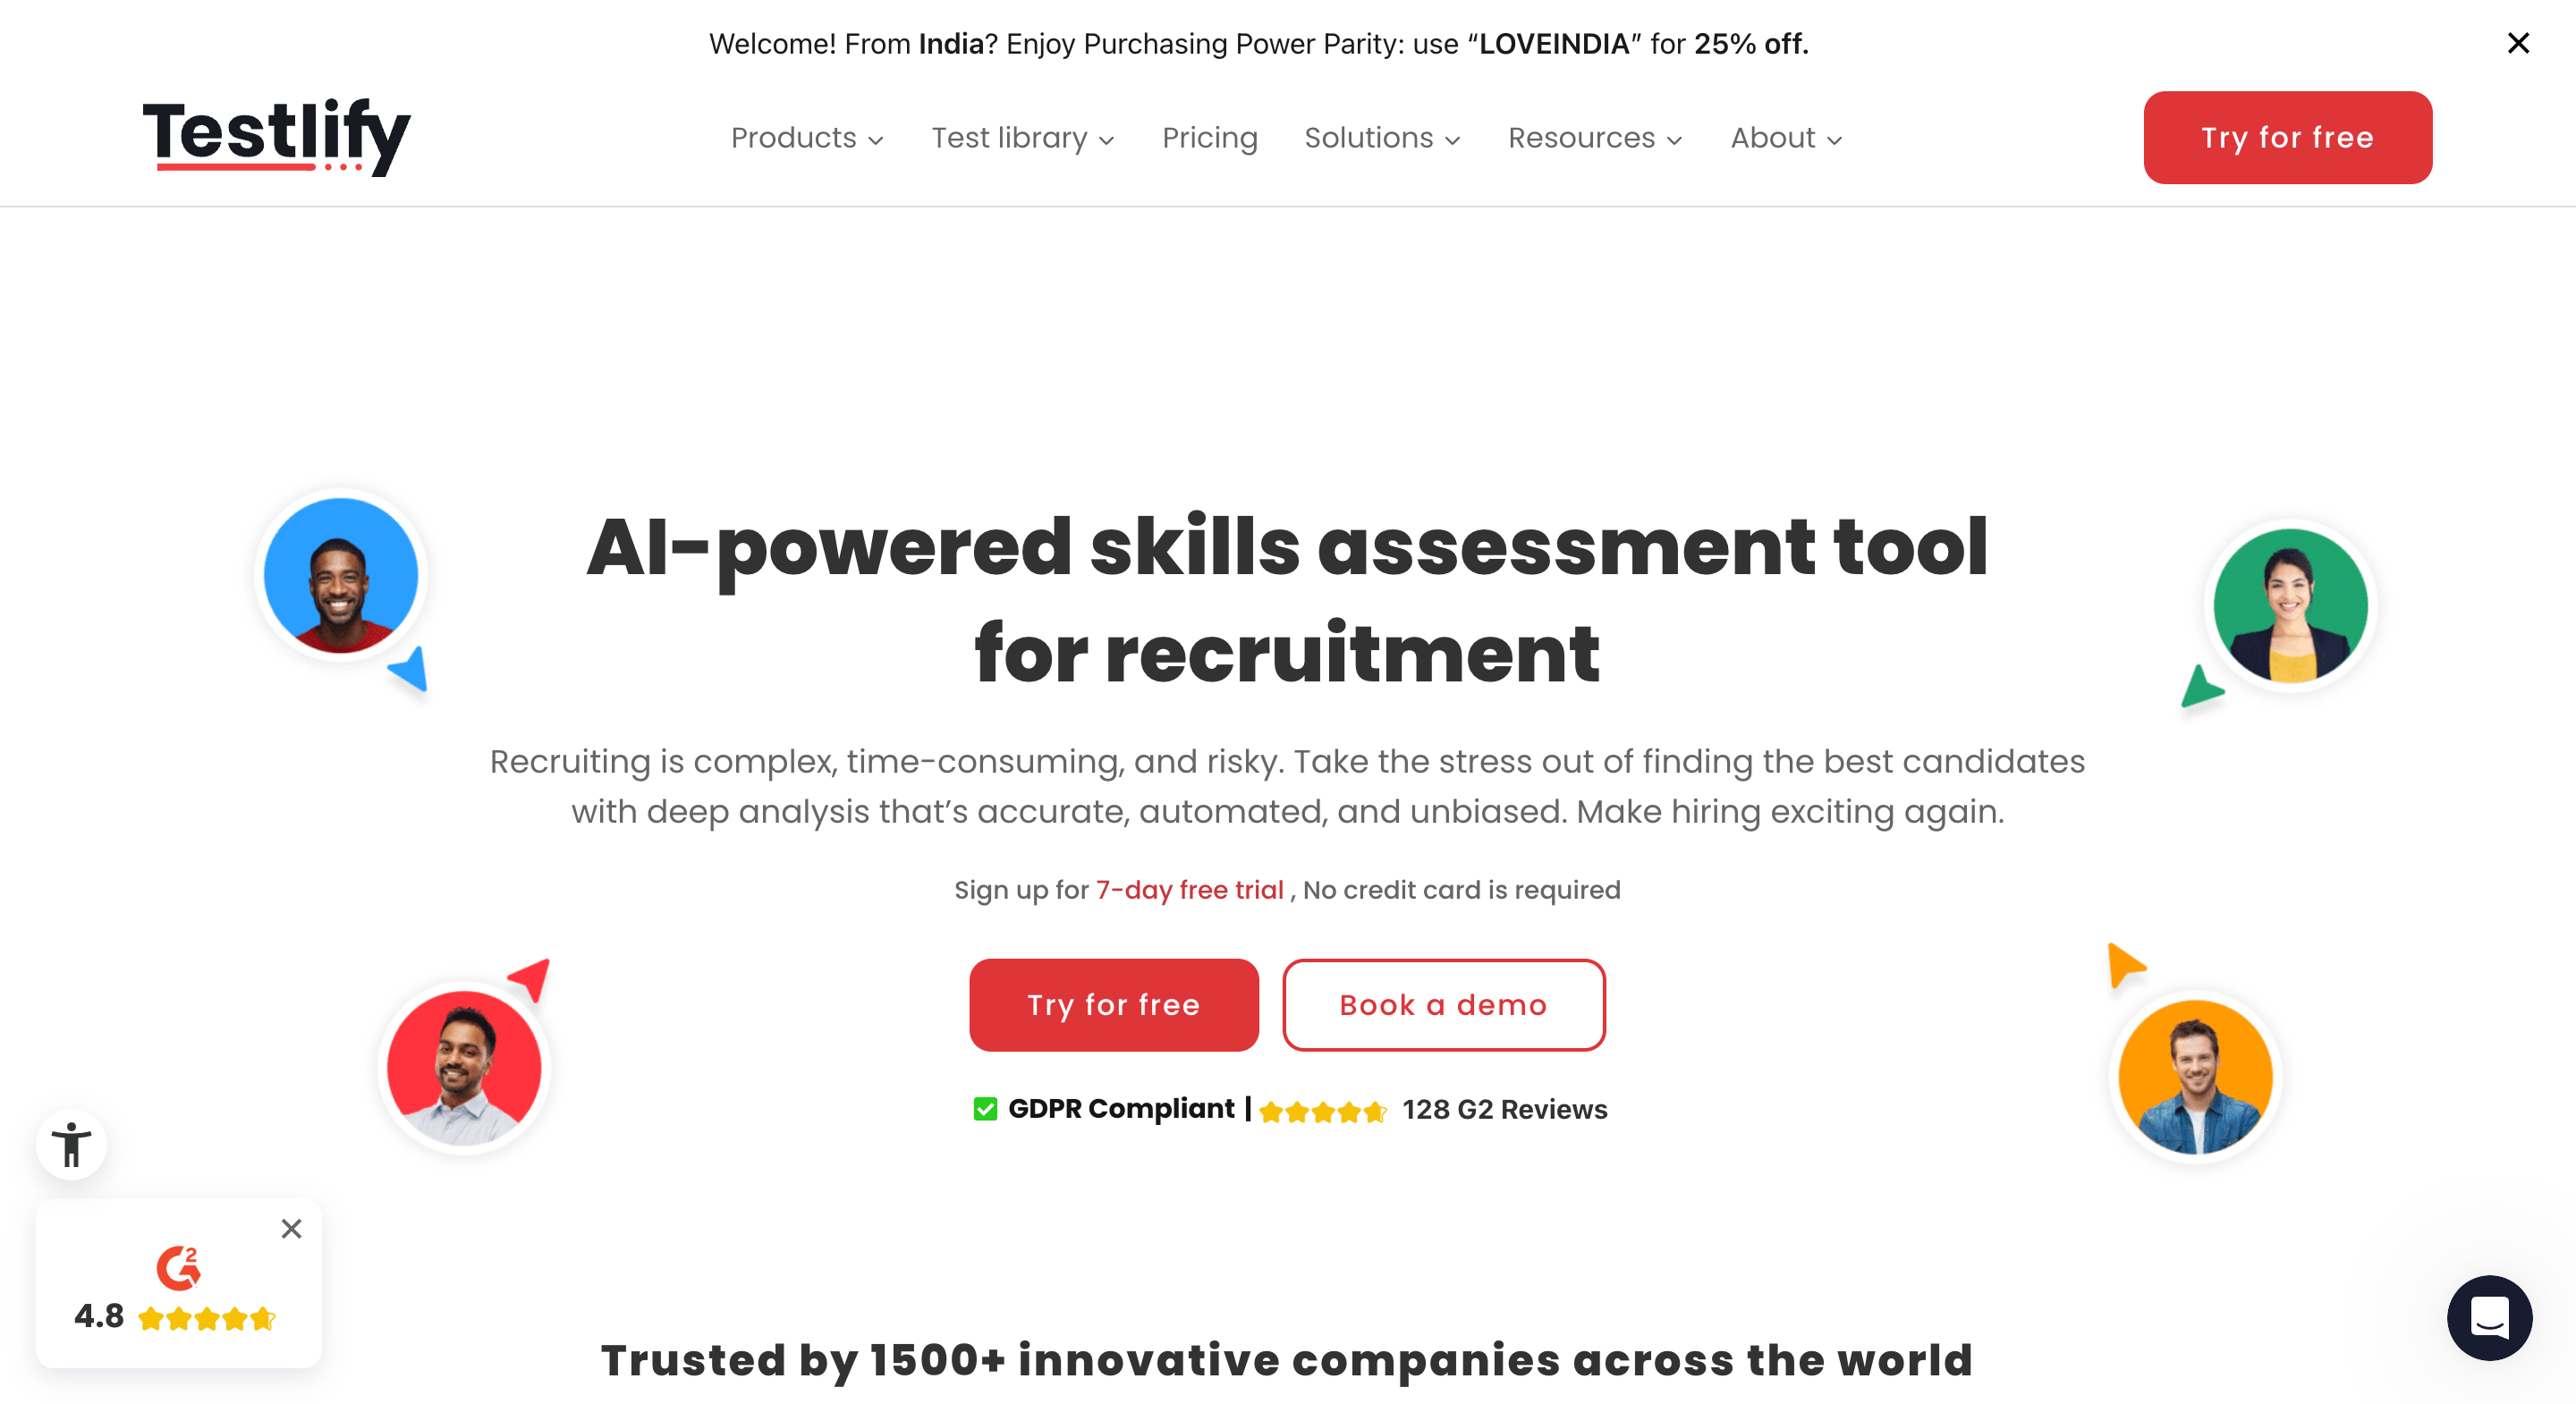 Welcome! From India? Enjoy Purchasing Power Parity: use “LOVEINDIA” for 25% off.
Testlify
Products
Test library
Pricing
Solutions
Resources
About
Try for free
AI-powered skills assessment tool
for recruitment
Recruiting is complex, time-consuming, and risky. Take the stress out of finding the best candidates
with deep analysis that’s accurate, automated, and unbiased. Make hiring exciting again.
Sign up for 7-day free trial , No credit card is required
Try for free
Book a demo
GDPR Compliant | 128 G2 Reviews
G2
4.8
Trusted by 1500+ innovative companies across the world